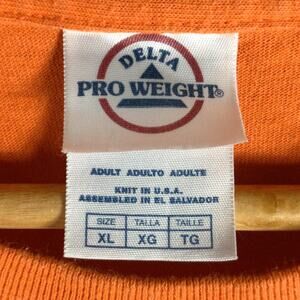 DELTA
PRO WEIGHT®
ADULT ADULTO ADULTE
KNIT IN U.S.A.
ASSEMBLED IN EL SALVADOR
SIZE TALLA TAILLE
XL XG TG